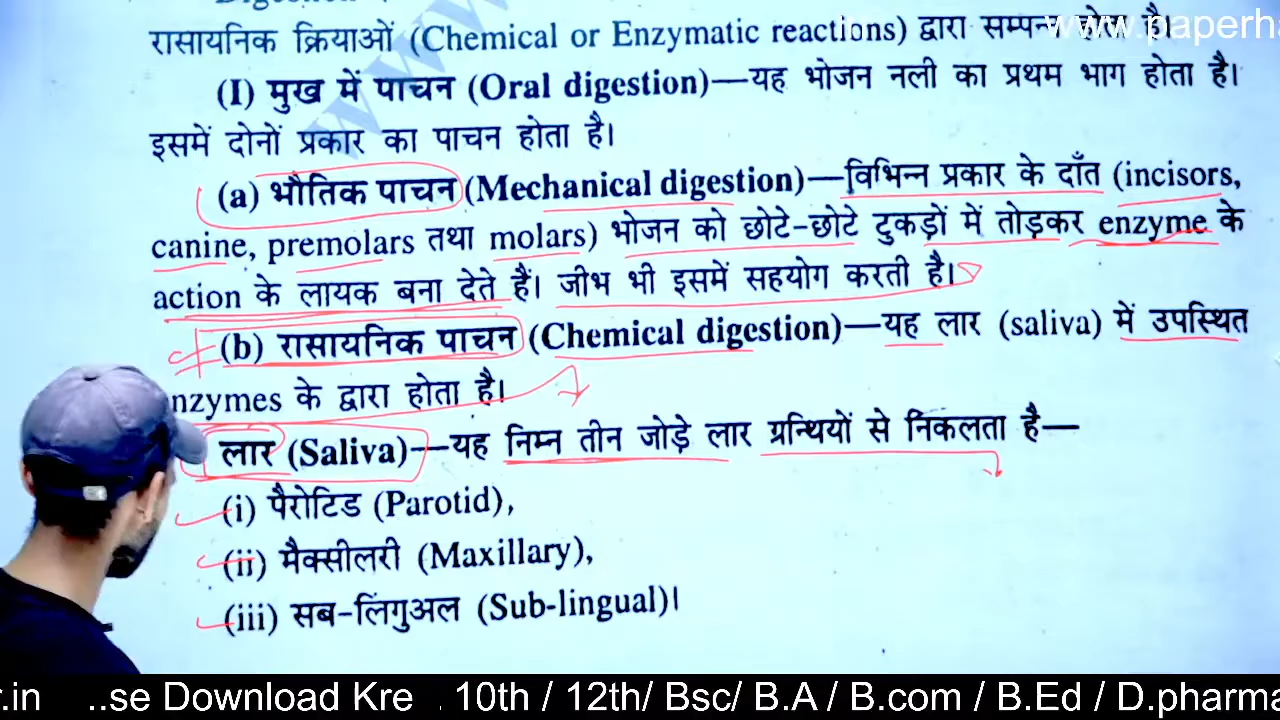 रासायनिक क्रियाओं (Chemical or Enzymatic reactions) द्वारा सम्पन्न होता है।
(I) मुख में पाचन (Oral digestion)—यह भोजन नली का प्रथम भाग होता है।
इसमें दोनों प्रकार का पाचन होता है।
(a) भौतिक पाचन (Mechanical digestion)—विभिन्न प्रकार के दाँत (incisors,
canine, premolars तथा molars) भोजन को छोटे-छोटे टुकड़ों में तोड़कर enzyme के
action के लायक बना देते हैं। जीभ भी इसमें सहयोग करती है।
(b) रासायनिक पाचन (Chemical digestion)—यह लार (saliva) में उपस्थित
nzymes के द्वारा होता है।
लार (Saliva)—यह निम्न तीन जोड़े लार ग्रन्थियों से निकलता है—
(i) पैरोटिड (Parotid),
(ii) मैक्सीलरी (Maxillary),
(iii) सब-लिंगुअल (Sub-lingual)।
r.in ..se Download Kre . 10th / 12th/ Bsc/ B.A / B.com / B.Ed / D.pharma